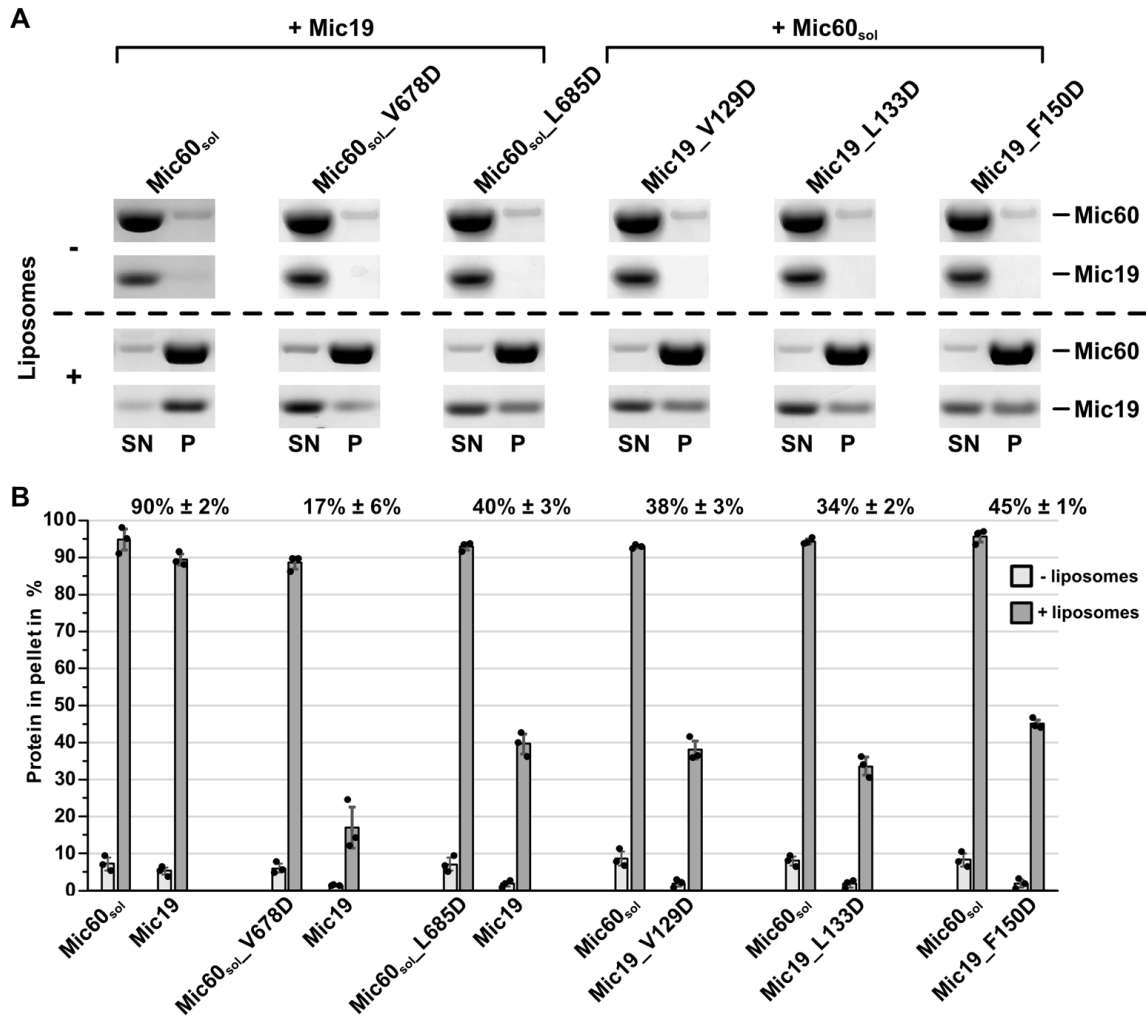 A
+ Mic19
+ Mic60sol
Mic60sol
Mic60sol_V678D
Mic60sol_L685D
Mic19_V129D
Mic19_L133D
Mic19_F150D
Liposomes
-
Mic60
Mic19
+
Mic60
Mic19
SN P SN P SN P SN P SN P SN P
B
90% ± 2% 17% ± 6% 40% ± 3% 38% ± 3% 34% ± 2% 45% ± 1%
Protein in pellet in %
100
90
80
70
60
50
40
30
20
10
0
- liposomes
+ liposomes
Mic60sol
Mic19
Mic60sol_V678D
Mic19
Mic60sol_L685D
Mic19
Mic60sol
Mic19_V129D
Mic60sol
Mic19_L133D
Mic60sol
Mic19_F150D